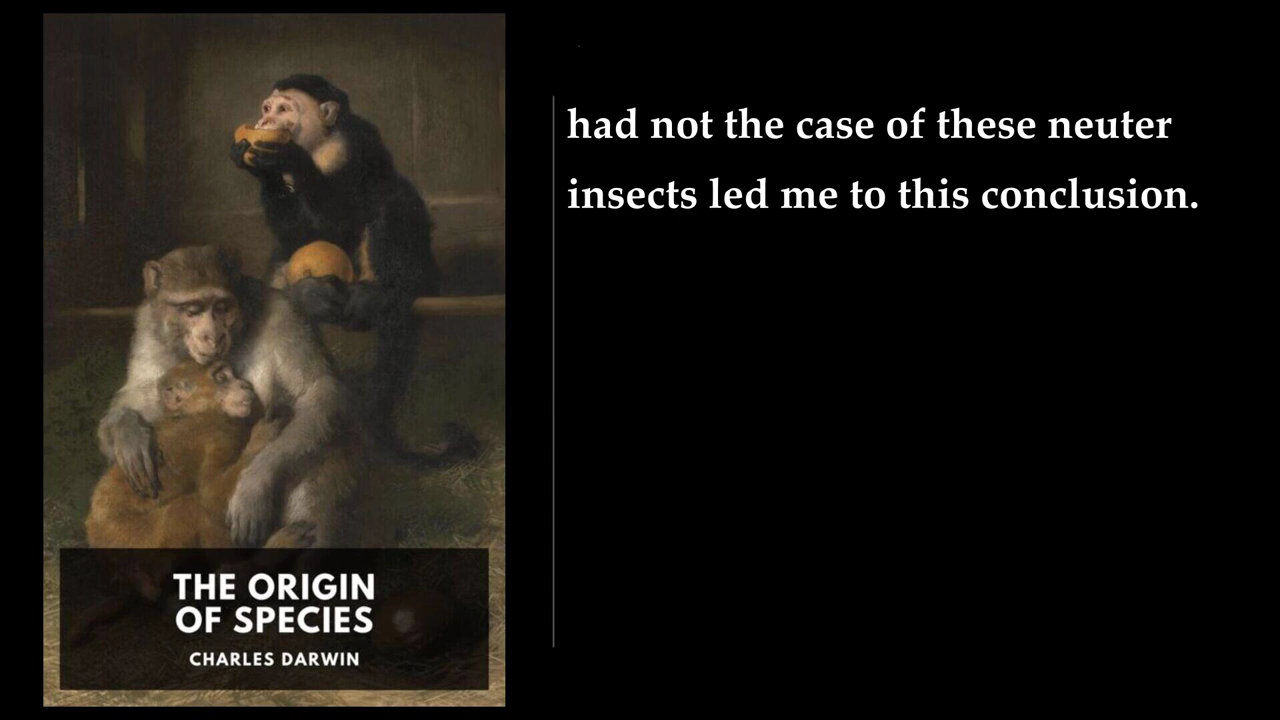 had not the case of these neuter
insects led me to this conclusion.
THE ORIGIN
OF SPECIES
CHARLES DARWIN